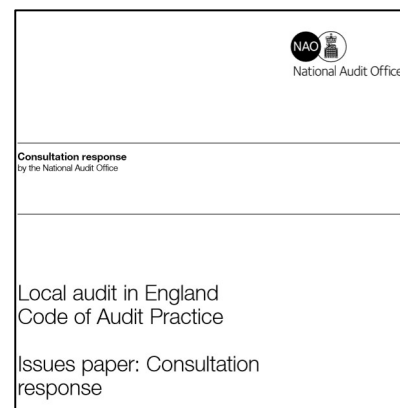 NAO
National Audit Office
Consultation response
by the National Audit Office
Local audit in England
Code of Audit Practice
Issues paper: Consultation
response